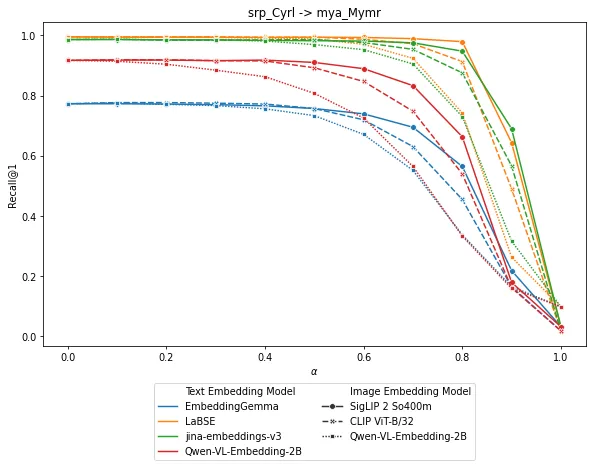 srp_Cyrl -> mya_Mymr
Recall@1
1.0
0.8
0.6
0.4
0.2
0.0
0.0 0.2 0.4 0.6 0.8 1.0
α
Text Embedding Model Image Embedding Model
EmbeddingGemma SigLIP 2 So400m
LaBSE CLIP ViT-B/32
jina-embeddings-v3 Qwen-VL-Embedding-2B
Qwen-VL-Embedding-2B